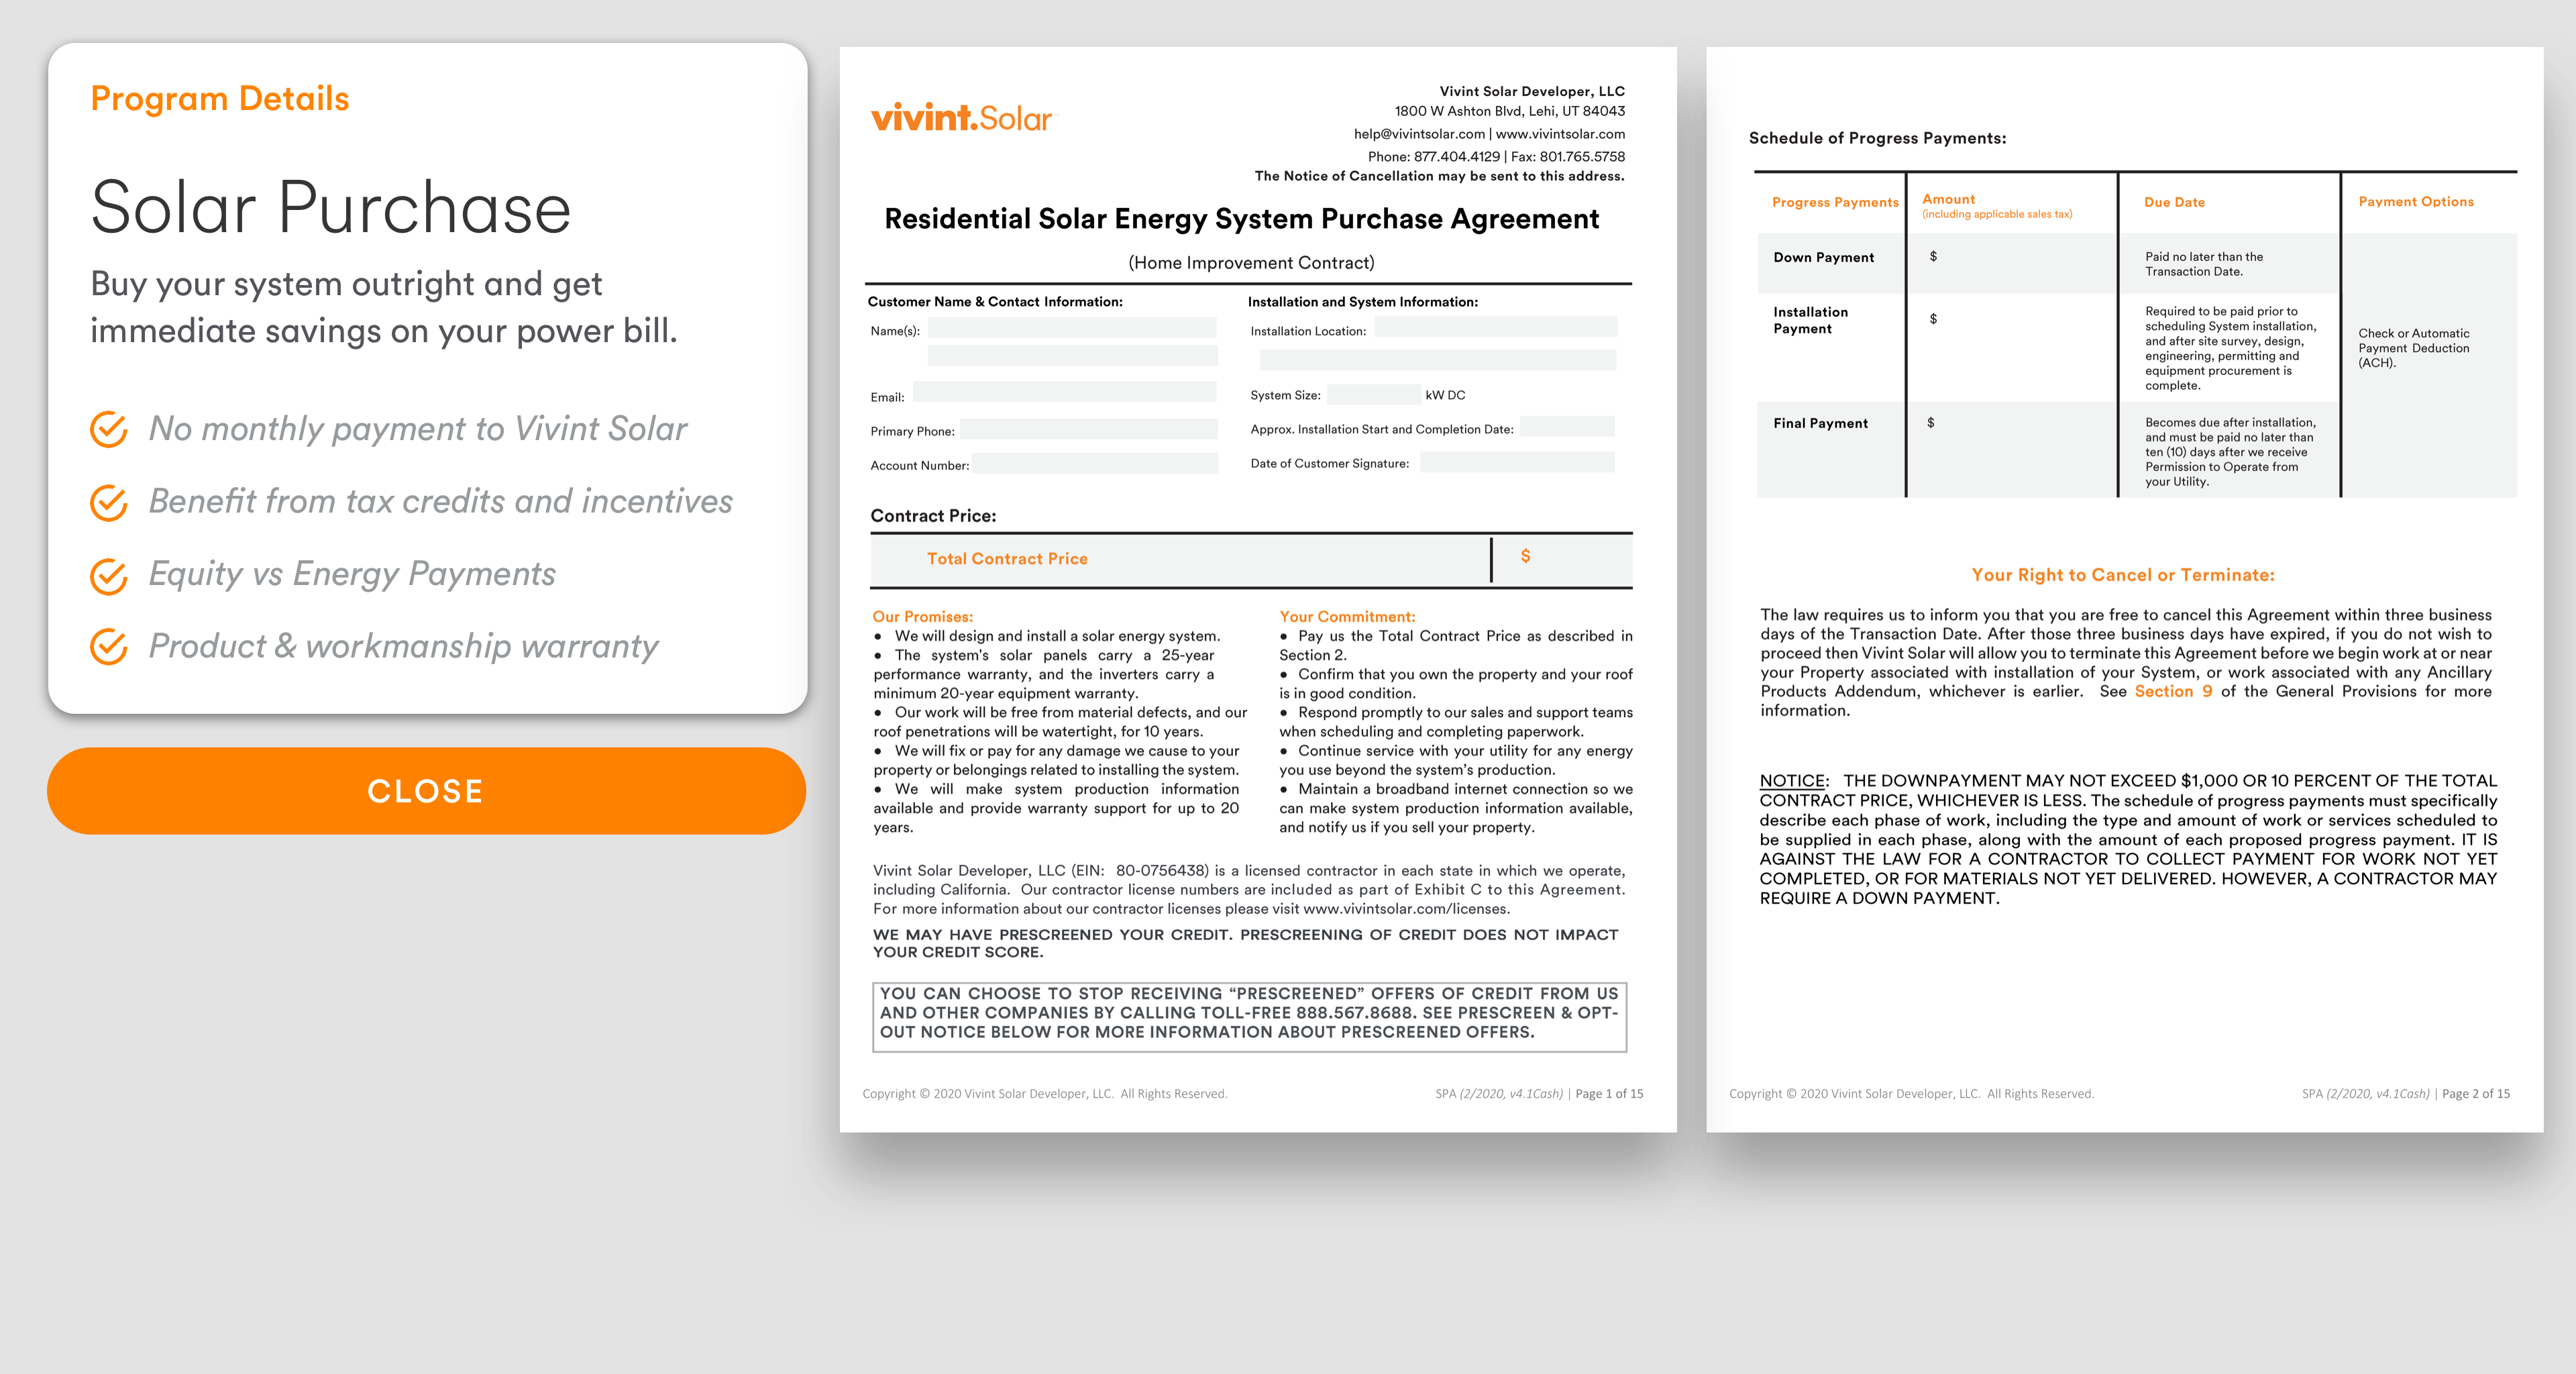 Program Details
Solar Purchase
Buy your system outright and get
immediate savings on your power bill.
No monthly payment to Vivint Solar
Benefit from tax credits and incentives
Equity vs Energy Payments
Product & workmanship warranty
CLOSE
vivint.Solar
Vivint Solar Developer, LLC
1800 W Ashton Blvd, Lehi, UT 84043
help@vivintsolar.com | www.vivintsolar.com
Phone: 877.404.4129 | Fax: 801.765.5758
The Notice of Cancellation may be sent to this address.
Residential Solar Energy System Purchase Agreement
(Home Improvement Contract)
Customer Name & Contact Information:
Name(s):
Email:
Primary Phone:
Account Number:
Installation and System Information:
Installation Location:
System Size: kW DC
Approx. Installation Start and Completion Date:
Date of Customer Signature:
Contract Price:
Total Contract Price $
Our Promises:
• We will design and install a solar energy system.
• The system's solar panels carry a 25-year
performance warranty, and the inverters carry a
minimum 20-year equipment warranty.
• Our work will be free from material defects, and our
roof penetrations will be watertight, for 10 years.
• We will fix or pay for any damage we cause to your
property or belongings related to installing the system.
• We will make system production information
available and provide warranty support for up to 20
years.
Your Commitment:
• Pay us the Total Contract Price as described in
Section 2.
• Confirm that you own the property and your roof
is in good condition.
• Respond promptly to our sales and support teams
when scheduling and completing paperwork.
• Continue service with your utility for any energy
you use beyond the system's production.
• Maintain a broadband internet connection so we
can make system production information available,
and notify us if you sell your property.
Vivint Solar Developer, LLC (EIN: 80-0756438) is a licensed contractor in each state in which we operate,
including California. Our contractor license numbers are included as part of Exhibit C to this Agreement.
For more information about our contractor licenses please visit www.vivintsolar.com/licenses.
WE MAY HAVE PRESCREENED YOUR CREDIT. PRESCREENING OF CREDIT DOES NOT IMPACT
YOUR CREDIT SCORE.
YOU CAN CHOOSE TO STOP RECEIVING “PRESCREENED” OFFERS OF CREDIT FROM US
AND OTHER COMPANIES BY CALLING TOLL-FREE 888.567.8688. SEE PRESCREEN & OPT-
OUT NOTICE BELOW FOR MORE INFORMATION ABOUT PRESCREENED OFFERS.
Copyright © 2020 Vivint Solar Developer, LLC. All Rights Reserved.
SPA (2/2020, v4.1Cash) | Page 1 of 15
Schedule of Progress Payments:
Progress Payments
Amount
(including applicable sales tax)
Due Date
Payment Options
Down Payment
$
Paid no later than the
Transaction Date.
Installation
Payment
$
Required to be paid prior to
scheduling System installation,
and after site survey, design,
engineering, permitting and
equipment procurement is
complete.
Check or Automatic
Payment Deduction
(ACH).
Final Payment
$
Becomes due after installation,
and must be paid no later than
ten (10) days after we receive
Permission to Operate from
your Utility.
Your Right to Cancel or Terminate:
The law requires us to inform you that you are free to cancel this Agreement within three business
days of the Transaction Date. After those three business days have expired, if you do not wish to
proceed then Vivint Solar will allow you to terminate this Agreement before we begin work at or near
your Property associated with installation of your System, or work associated with any Ancillary
Products Addendum, whichever is earlier. See Section 9 of the General Provisions for more
information.
NOTICE: THE DOWNPAYMENT MAY NOT EXCEED $1,000 OR 10 PERCENT OF THE TOTAL
CONTRACT PRICE, WHICHEVER IS LESS. The schedule of progress payments must specifically
describe each phase of work, including the type and amount of work or services scheduled to
be supplied in each phase, along with the amount of each proposed progress payment. IT IS
AGAINST THE LAW FOR A CONTRACTOR TO COLLECT PAYMENT FOR WORK NOT YET
COMPLETED, OR FOR MATERIALS NOT YET DELIVERED. HOWEVER, A CONTRACTOR MAY
REQUIRE A DOWN PAYMENT.
Copyright © 2020 Vivint Solar Developer, LLC. All Rights Reserved.
SPA (2/2020, v4.1Cash) | Page 2 of 15